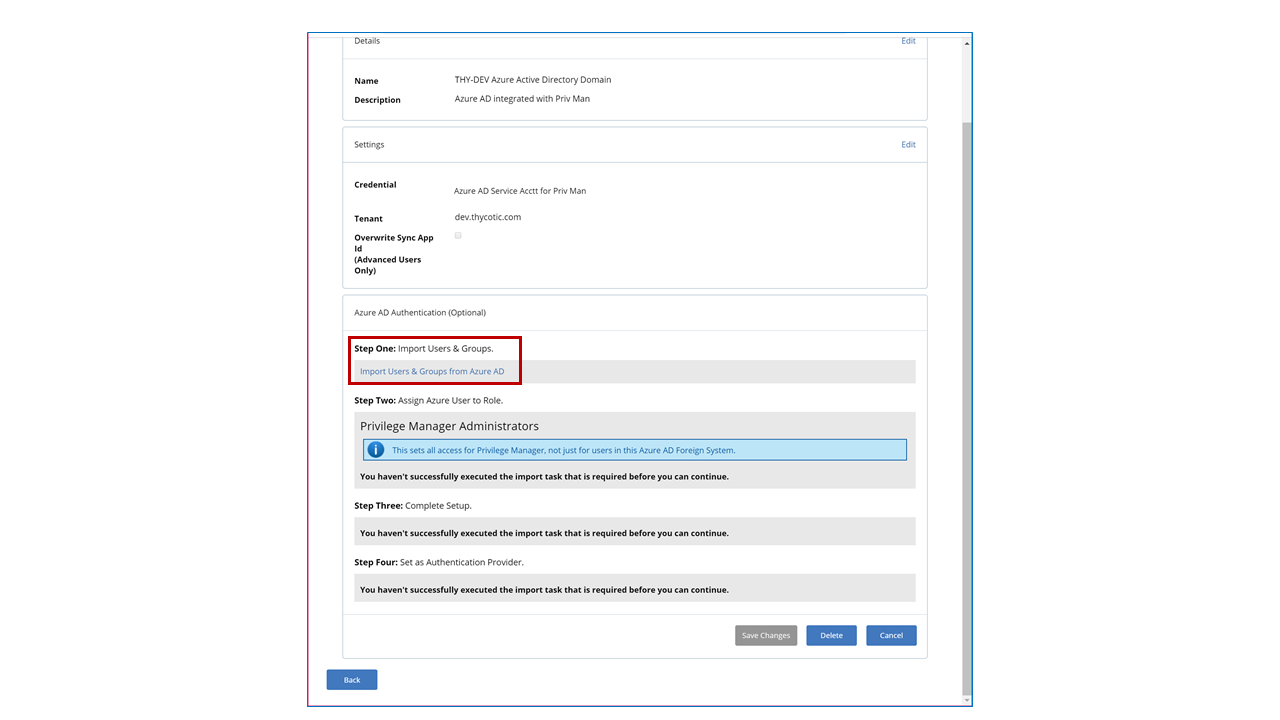 Details
Edit
Name
THY-DEV Azure Active Directory Domain
Description
Azure AD integrated with Priv Man
Settings
Edit
Credential
Azure AD Service Acctt for Priv Man
Tenant
dev.thycotic.com
Overwrite Sync App
Id
(Advanced Users
Only)
Azure AD Authentication (Optional)
Step One: Import Users & Groups.
Import Users & Groups from Azure AD
Step Two: Assign Azure User to Role.
Privilege Manager Administrators
This sets all access for Privilege Manager, not just for users in this Azure AD Foreign System.
You haven't successfully executed the import task that is required before you can continue.
Step Three: Complete Setup.
You haven't successfully executed the import task that is required before you can continue.
Step Four: Set as Authentication Provider.
You haven't successfully executed the import task that is required before you can continue.
Save Changes
Delete
Cancel
Back